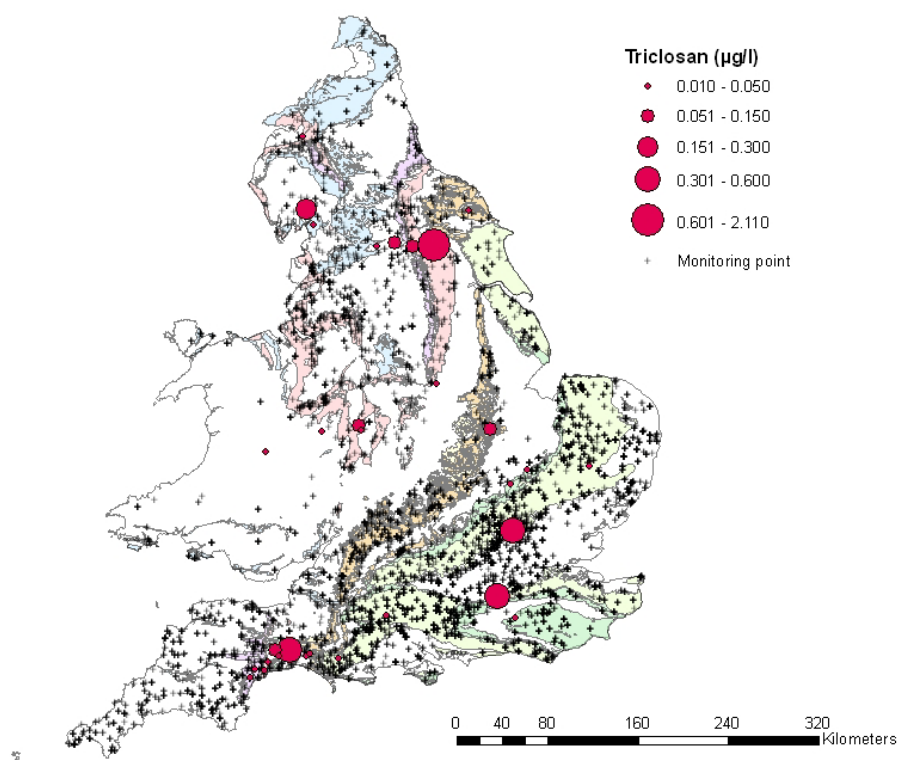 Triclosan (µg/l)
0.010 - 0.050
0.051 - 0.150
0.151 - 0.300
0.301 - 0.600
0.601 - 2.110
Monitoring point
0 40 80 160 240 320
Kilometers